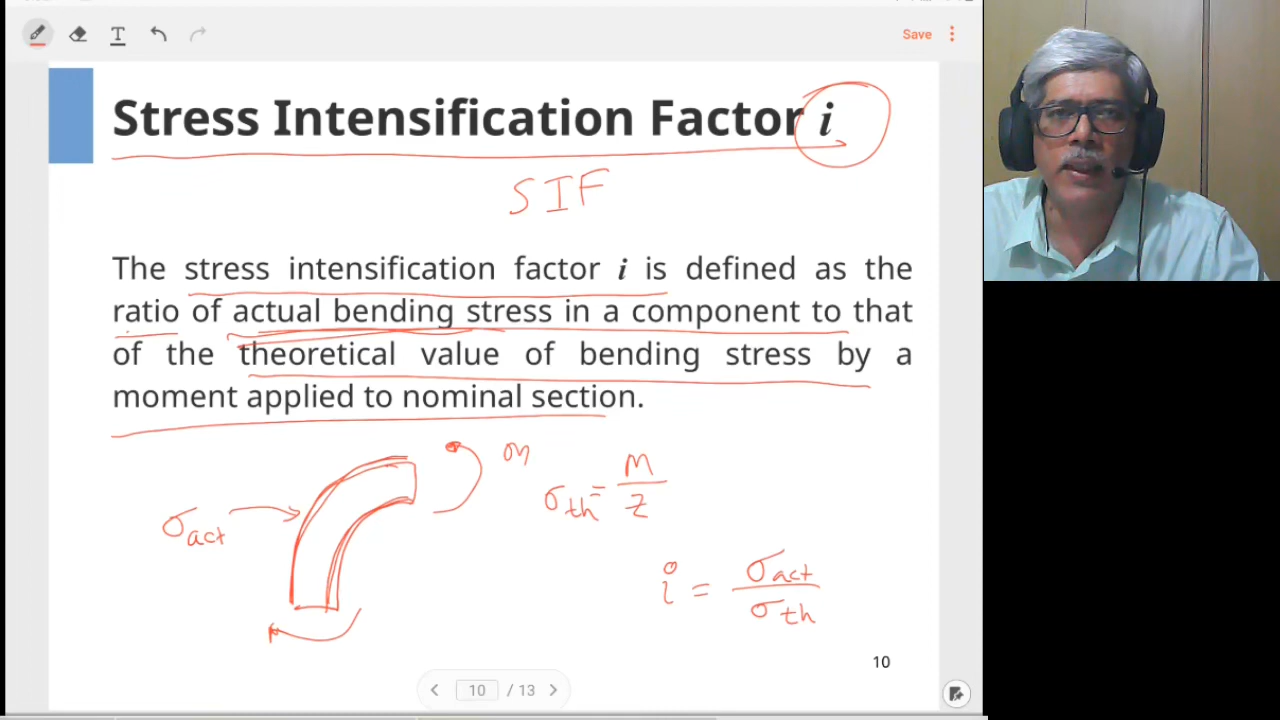 Save
Stress Intensification Factor i
SIF
The stress intensification factor i is defined as the
ratio of actual bending stress in a component to that
of the theoretical value of bending stress by a
moment applied to nominal section.
M
σth = M/Z
σact
i = σact/σth
10
10 / 13